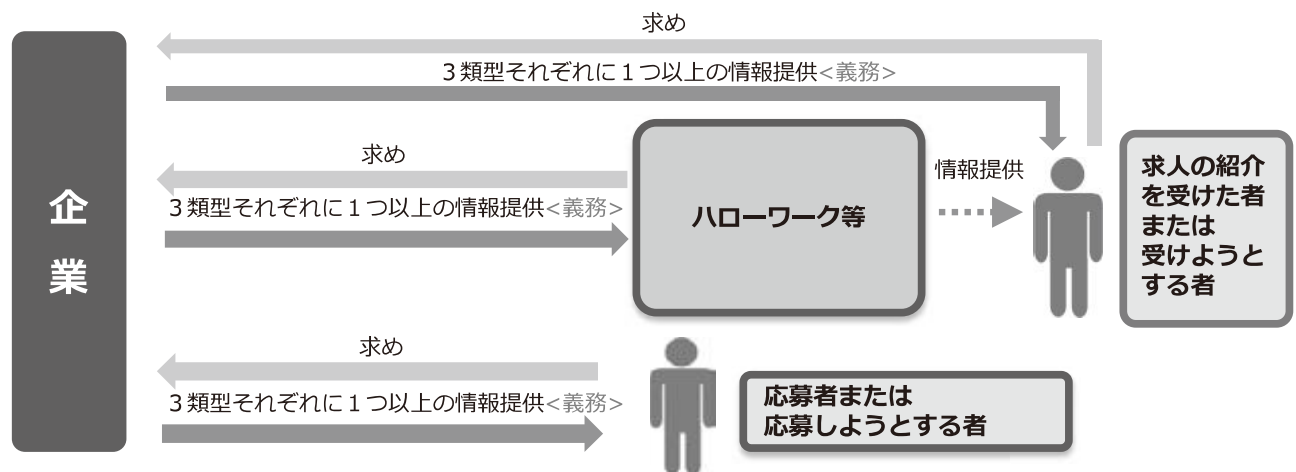 求め
3類型それぞれに1つ以上の情報提供<義務>
企業
求め
3類型それぞれに1つ以上の情報提供<義務>
ハローワーク等
情報提供
求人の紹介
を受けた者
または
受けようと
する者
求め
3類型それぞれに1つ以上の情報提供<義務>
応募者または
応募しようとする者